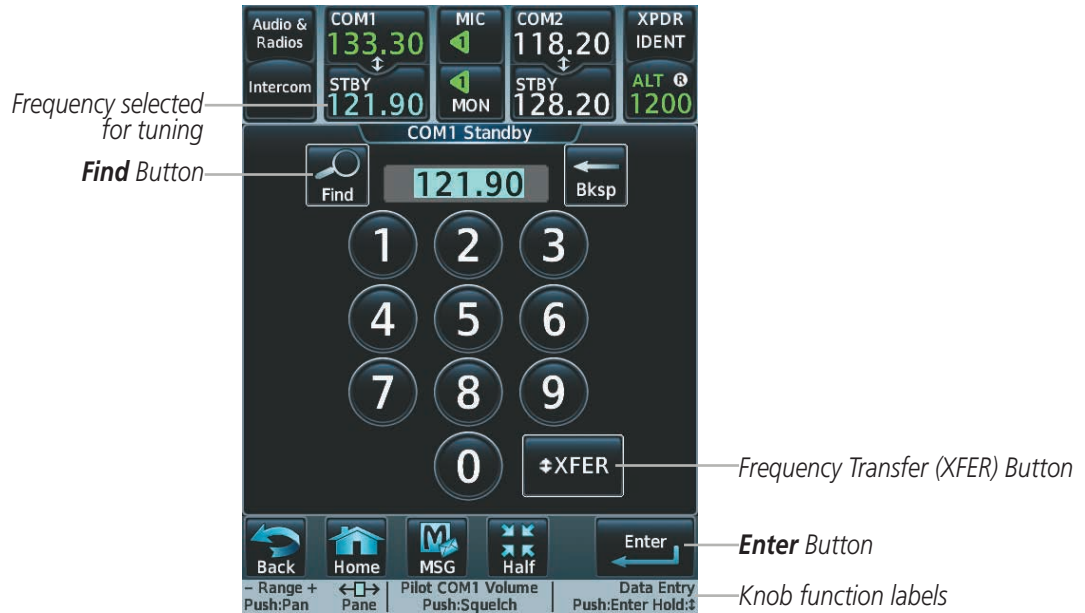 Audio &
Radios
COM1
133.30
MIC
1
COM2
118.20
XPDR
IDENT
Intercom
STBY
121.90
1
MON
STBY
128.20
ALT R
1200
Frequency selected
for tuning
COM1 Standby
Find Button
Find
121.90
Bksp
1 2 3
4 5 6
7 8 9
0 XFER
Frequency Transfer (XFER) Button
Back
Home
MSG
Half
Enter
Enter Button
– Range +
Push:Pan
Pane
Pilot COM1 Volume
Push:Squelch
Data Entry
Push:Enter Hold:↕
Knob function labels